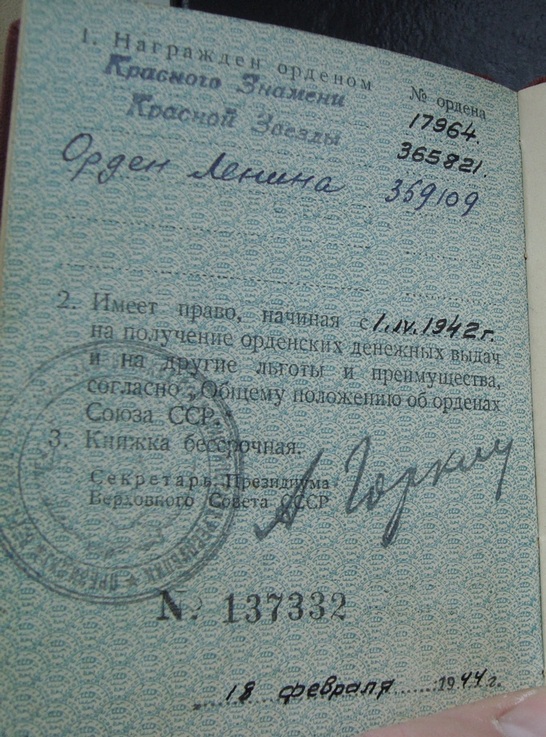 1. Награжден орденом № ордена
Красного Знамени 17964.
Красной Звезды 365821.
Орден Ленина 359109
2. Имеет право, начиная с 1.IV.1942 г.
на получение орденских денежных выдач
и на другие льготы и преимущества,
согласно „Общему положению об орденах
Союза ССР."
3. Книжка бессрочная.
Секретарь Президиума
Верховного Совета СССР
А Горкин
№ 137332
18 февраля 1944 г.